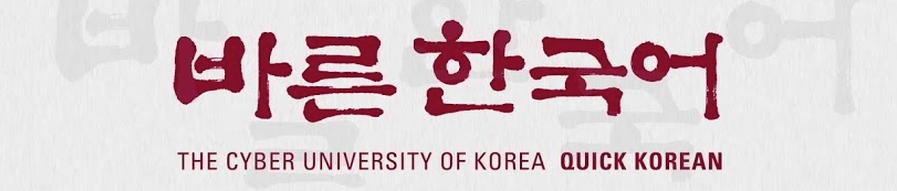 바른 한국어
THE CYBER UNIVERSITY OF KOREA QUICK KOREAN